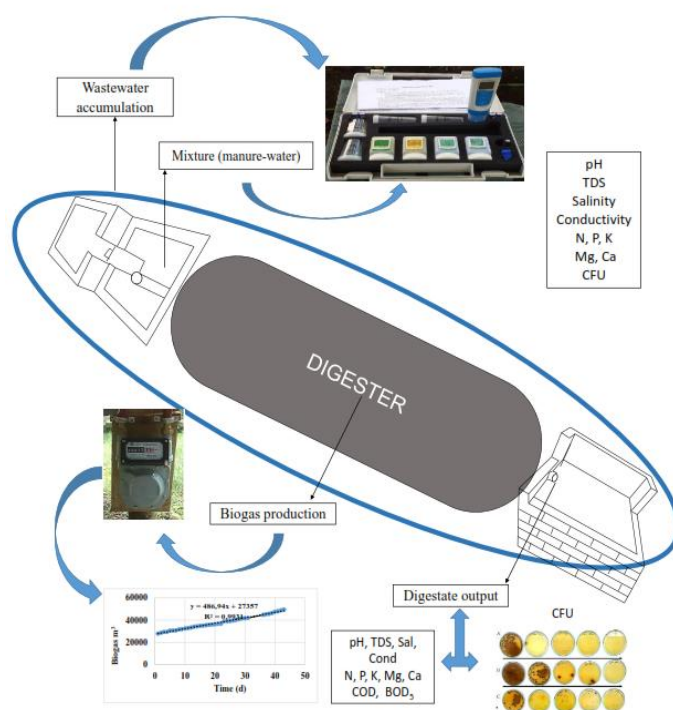 Wastewater
accumulation
Mixture (manure-water)
pH
TDS
Salinity
Conductivity
N, P, K
Mg, Ca
CFU
DIGESTER
Biogas production
Digestate output
CFU
y = 486,94x + 27357
Biogas m³
60000
40000
20000
0
0 10 20 30 40 50
Time (d)
pH, TDS, Sal,
Cond
N, P, K, Mg, Ca
COD, BOD₅